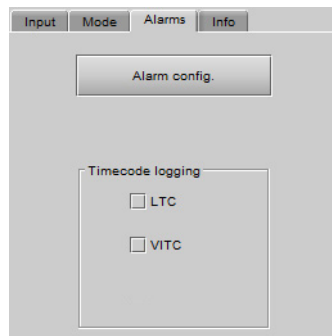 Input Mode Alarms Info
Alarm config.
Timecode logging
LTC
VITC